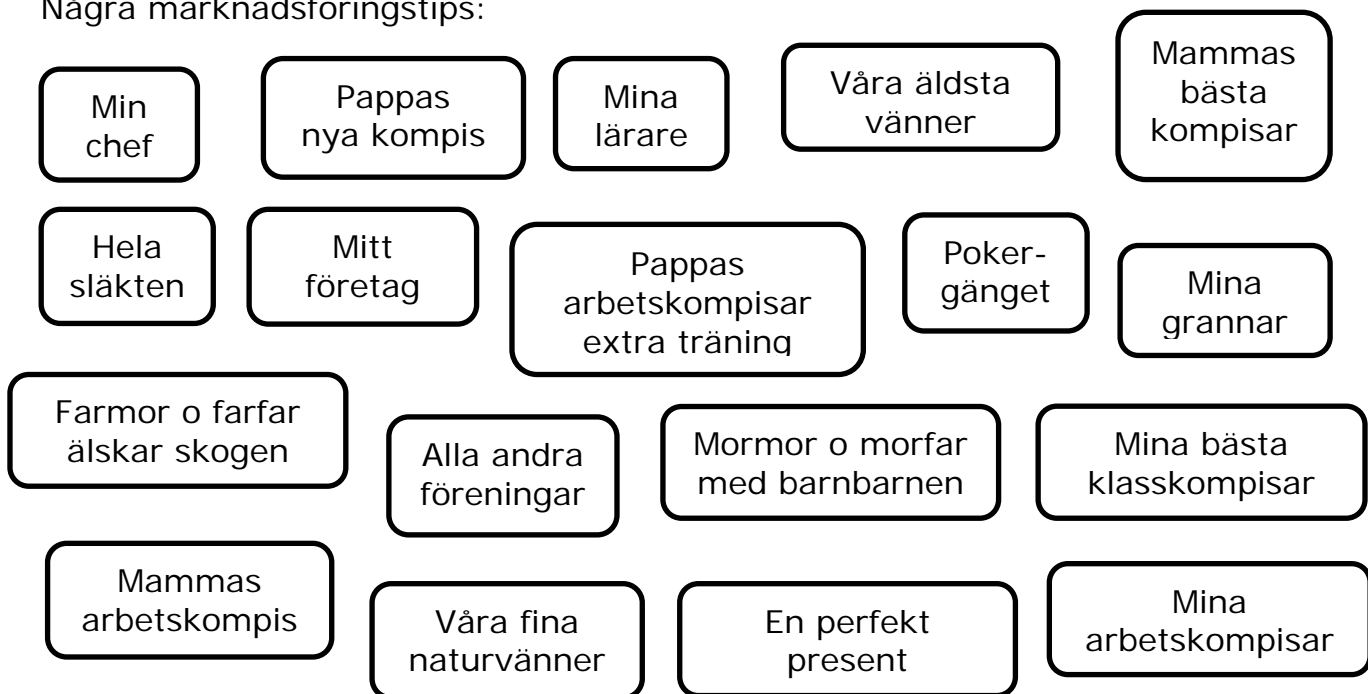 Några marknadsföringstips:
Min
chef
Pappas
nya kompis
Mina
lärare
Våra äldsta
vänner
Mammas
bästa
kompisar
Hela
släkten
Mitt
företag
Pappas
arbetskompisar
extra träning
Poker-
gänget
Mina
grannar
Farmor o farfar
älskar skogen
Alla andra
föreningar
Mormor o morfar
med barnbarnen
Mina bästa
klasskompisar
Mammas
arbetskompis
Våra fina
naturvänner
En perfekt
present
Mina
arbetskompisar